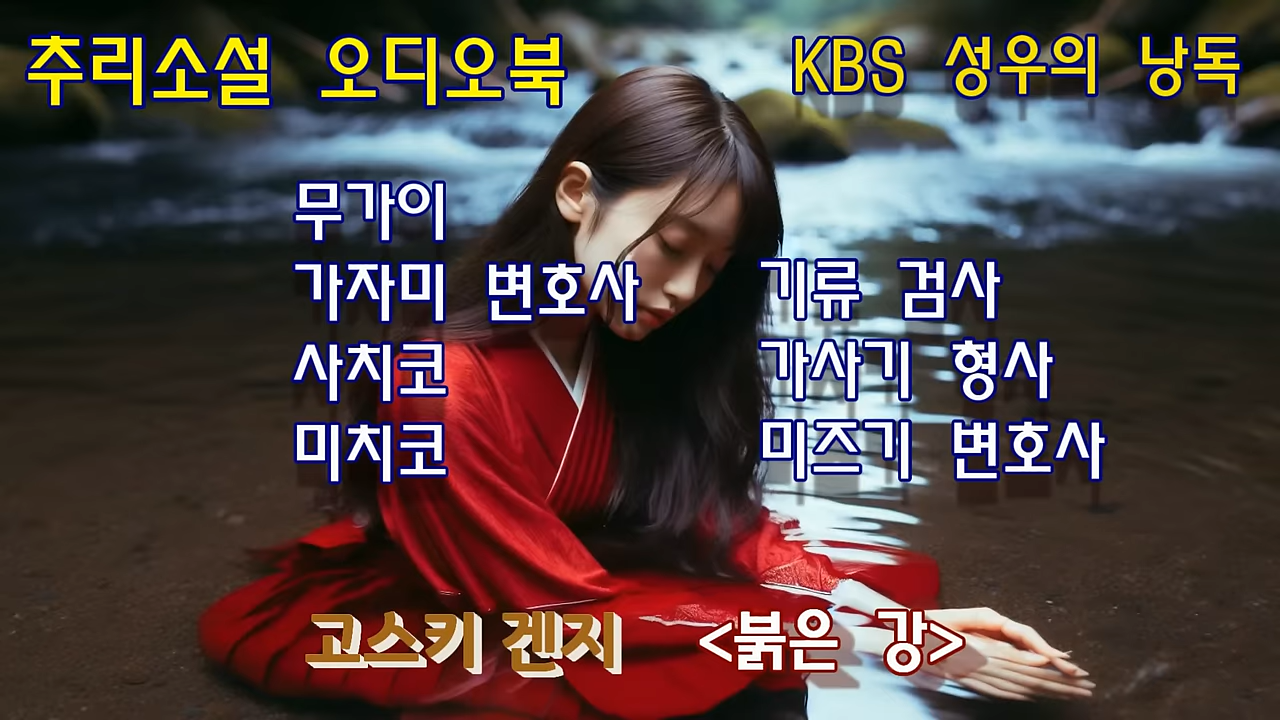 추리소설 오디오북
KBS 성우의 낭독
무가이
가자미 변호사
사치코
미치코
기류 검사
가사기 형사
미즈기 변호사
고스키 겐지
<붉은 강>